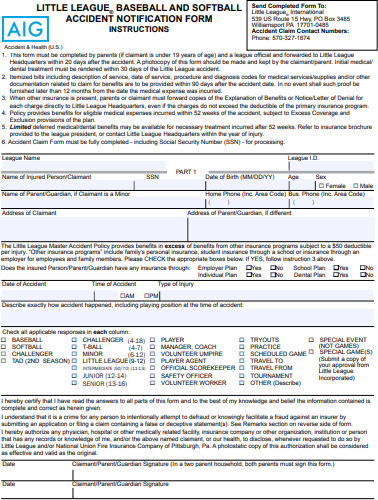 AIG
LITTLE LEAGUE® BASEBALL AND SOFTBALL
ACCIDENT NOTIFICATION FORM
INSTRUCTIONS
Send Completed Form To:
Little League® International
539 US Route 15 Hwy, PO Box 3485
Williamsport PA 17701-0485
Accident Claim Contact Numbers:
Phone: 570-327-1674
Accident & Health (U.S.)
1. This form must be completed by parents (if claimant is under 19 years of age) and a league official and forwarded to Little League
Headquarters within 20 days after the accident. A photocopy of this form should be made and kept by the claimant/parent. Initial medical/
dental treatment must be rendered within 30 days of the Little League accident.
2. Itemized bills including description of service, date of service, procedure and diagnosis codes for medical services/supplies and/or other
documentation related to claim for benefits are to be provided within 90 days after the accident date. In no event shall such proof be
furnished later than 12 months from the date the medical expense was incurred.
3. When other insurance is present, parents or claimant must forward copies of the Explanation of Benefits or Notice/Letter of Denial for
each charge directly to Little League Headquarters, even if the charges do not exceed the deductible of the primary insurance program.
4. Policy provides benefits for eligible medical expenses incurred within 52 weeks of the accident, subject to Excess Coverage and
Exclusion provisions of the plan.
5. Limited deferred medical/dental benefits may be available for necessary treatment incurred after 52 weeks. Refer to insurance brochure
provided to the league president, or contact Little League Headquarters within the year of injury.
6. Accident Claim Form must be fully completed - including Social Security Number (SSN) - for processing.
League Name
League I.D.
PART 1
Name of Injured Person/Claimant
SSN
Date of Birth (MM/DD/YY)
Age
Sex
Female
Male
Name of Parent/Guardian, if Claimant is a Minor
Home Phone (Inc. Area Code)
Bus. Phone (Inc. Area Code)
( )
( )
Address of Claimant
Address of Parent/Guardian, if different
The Little League Master Accident Policy provides benefits in excess of benefits from other insurance programs subject to a $50 deductible
per injury. "Other insurance programs" include family's personal insurance, student insurance through a school or insurance through an
employer for employees and family members. Please CHECK the appropriate boxes below. If YES, follow instruction 3 above.
Does the insured Person/Parent/Guardian have any insurance through:
Employer Plan Yes No School Plan Yes No
Individual Plan Yes No Dental Plan Yes No
Date of Accident
Time of Accident
Type of Injury
AM PM
Describe exactly how accident happened, including playing position at the time of accident:
Check all applicable responses in each column:
BASEBALL
SOFTBALL
CHALLENGER
TAD (2ND SEASON)
CHALLENGER (4-18)
T-BALL (4-7)
MINOR (6-12)
LITTLE LEAGUE (9-12)
INTERMEDIATE (50/70) (11-13)
JUNIOR (12-14)
SENIOR (13-16)
PLAYER
MANAGER, COACH
VOLUNTEER UMPIRE
PLAYER AGENT
OFFICIAL SCOREKEEPER
SAFETY OFFICER
VOLUNTEER WORKER
TRYOUTS
PRACTICE
SCHEDULED GAME
TRAVEL TO
TRAVEL FROM
TOURNAMENT
OTHER (Describe)
SPECIAL EVENT
(NOT GAMES)
SPECIAL GAME(S)
(Submit a copy of
your approval from
Little League
Incorporated)
I hereby certify that I have read the answers to all parts of this form and to the best of my knowledge and belief the information contained is
complete and correct as herein given.
I understand that it is a crime for any person to intentionally attempt to defraud or knowingly facilitate a fraud against an insurer by
submitting an application or filing a claim containing a false or deceptive statement(s). See Remarks section on reverse side of form.
I hereby authorize any physician, hospital or other medically related facility, insurance company or other organization, institution or person
that has any records or knowledge of me, and/or the above named claimant, or our health, to disclose, whenever requested to do so by
Little League and/or National Union Fire Insurance Company of Pittsburgh, Pa. A photostatic copy of this authorization shall be considered
as effective and valid as the original.
Date
Claimant/Parent/Guardian Signature (In a two parent household, both parents must sign this form.)
Date
Claimant/Parent/Guardian Signature